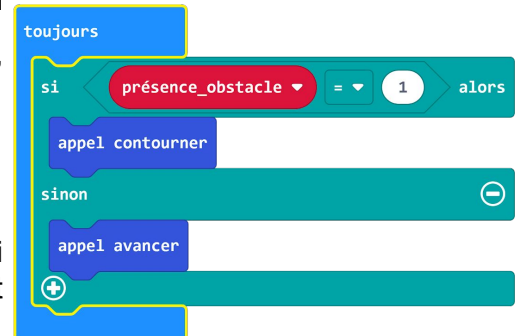 toujours
si présence_obstacle = 1 alors
appel contourner
sinon
appel avancer